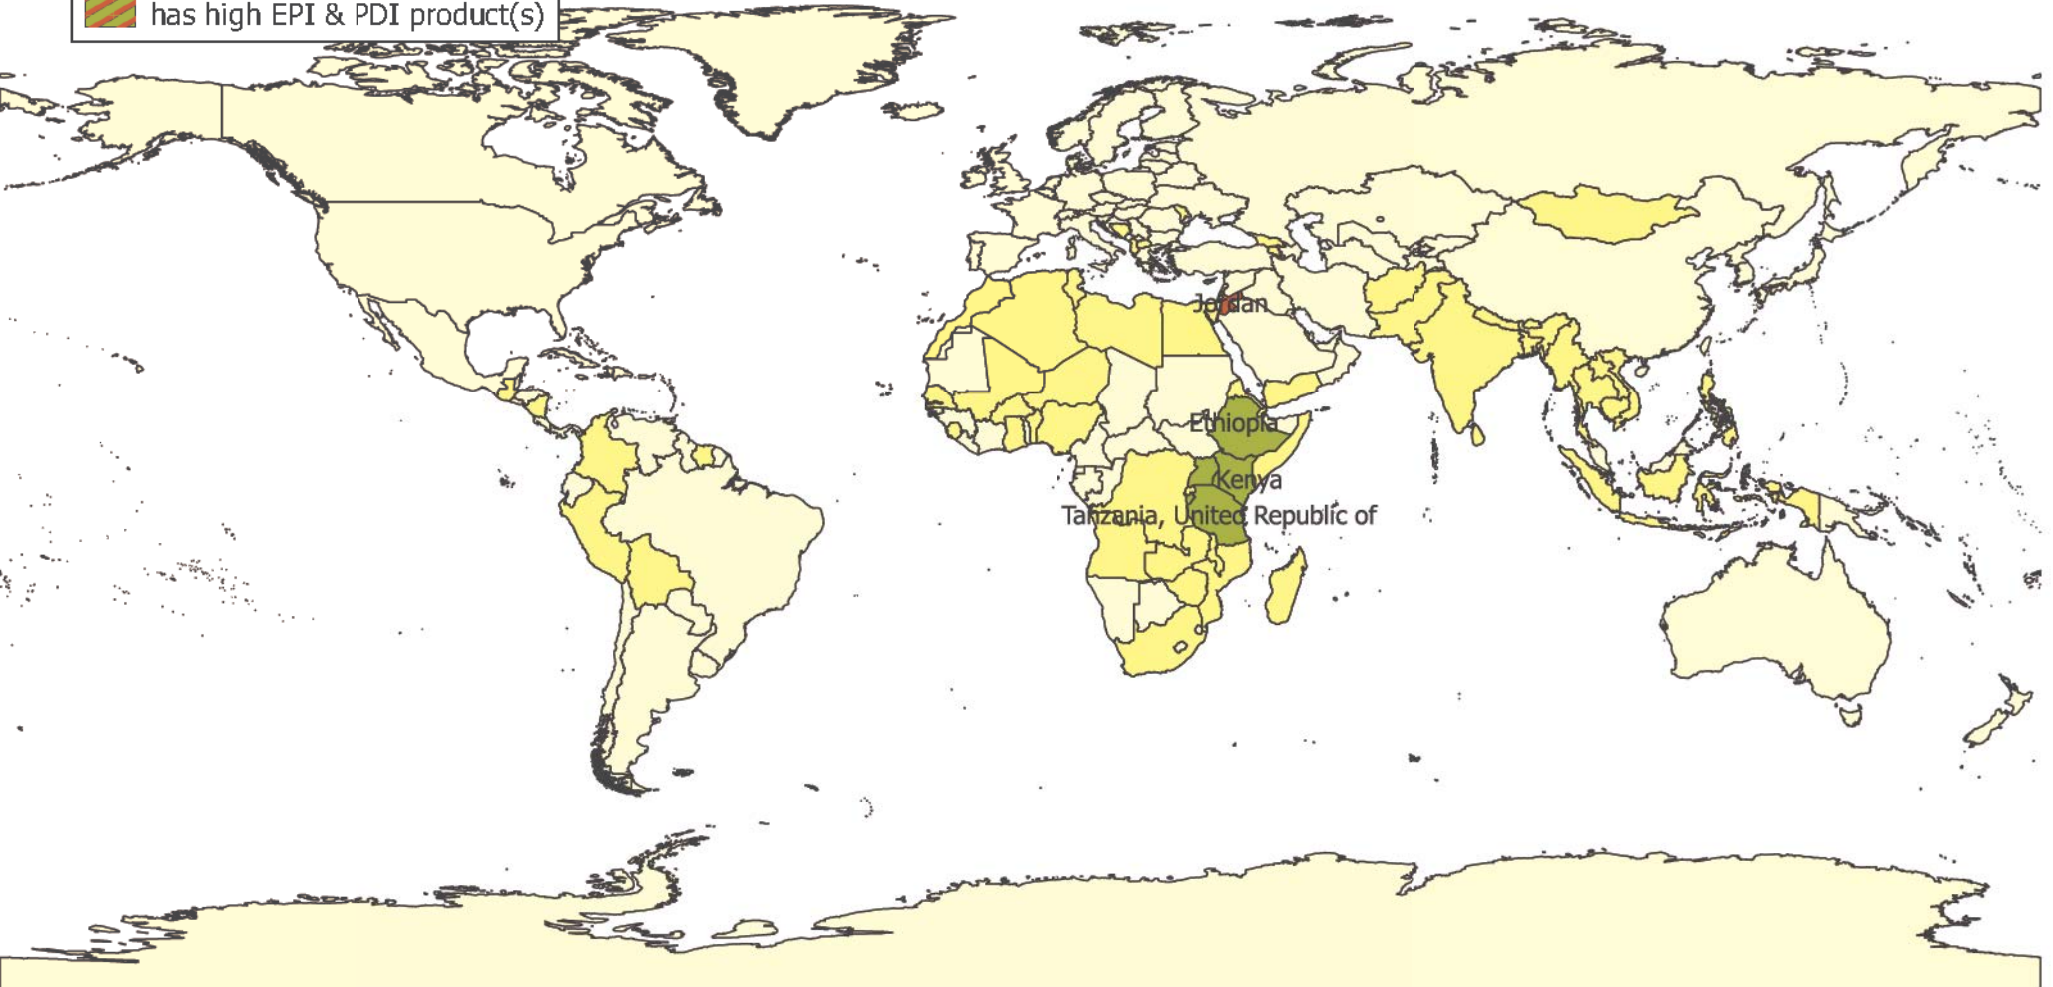 has high EPI & PDI product(s)
Jordan
Ethiopia
Kenya
Tanzania, United Republic of